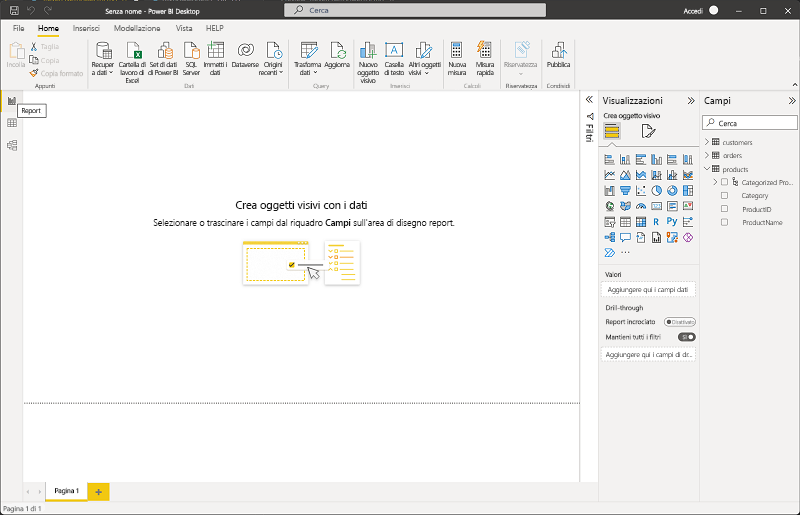 Senza nome - Power BI Desktop
Cerca
Accedi
File
Home
Inserisci
Modellazione
Vista
HELP
Incolla
Taglia
Copia
Copia formato
Appunti
Recuper
a dati
Cartella di
lavoro di
Excel
Set di dati
di Power BI
SQL
Server
Immetti i
dati
Dataverse
Origini
recenti
Dati
Trasforma
dati
Aggiorna
Query
Nuovo
oggetto
visivo
Casella
di testo
Altri oggetti
visivi
Inserisci
Nuova
misura
Misura
rapida
Calcoli
Riservatezza
Riservatezza
Pubblica
Condividi
Report
Crea oggetti visivi con i dati
Selezionare o trascinare i campi dal riquadro Campi sull'area di disegno report.
Filtri
Visualizzazioni
Crea oggetto visivo
R
Py
Valori
Aggiungere qui i campi dati
Drill-through
Report incrociato
Disattivato
Mantieni tutti i filtri
Sì
Aggiungere qui i campi di dr...
Campi
Cerca
customers
orders
products
Categorized Pro...
Category
ProductID
ProductName
Pagina 1
Pagina 1 di 1